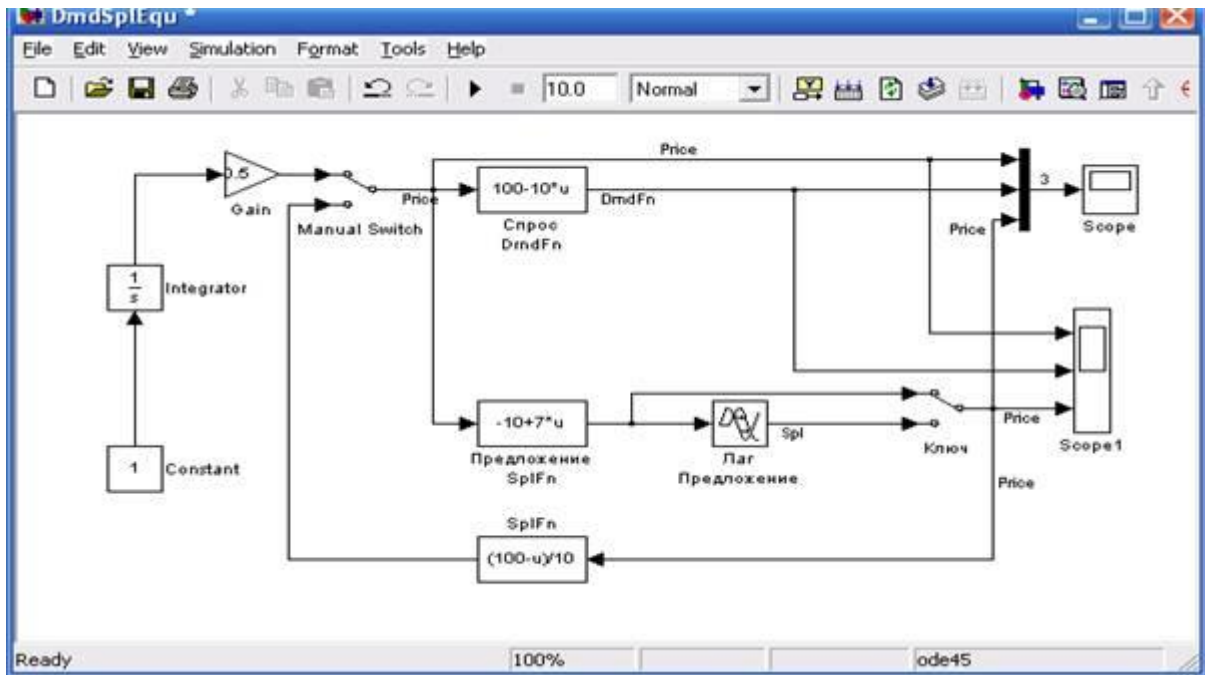 DmdSplEqu *
File Edit View Simulation Format Tools Help
10.0 Normal
Price
0.5
100-10*u
DmdFn
3
Gain
Manual Switch
Price
Спрос
DmdFn
Price
Scope
1
s
Integrator
-10+7*u
Spl
Ключ
Price
Scope1
1
Constant
Предложение
SplFn
Лаг
Предложение
Price
SplFn
(100-u)/10
Ready 100% ode45